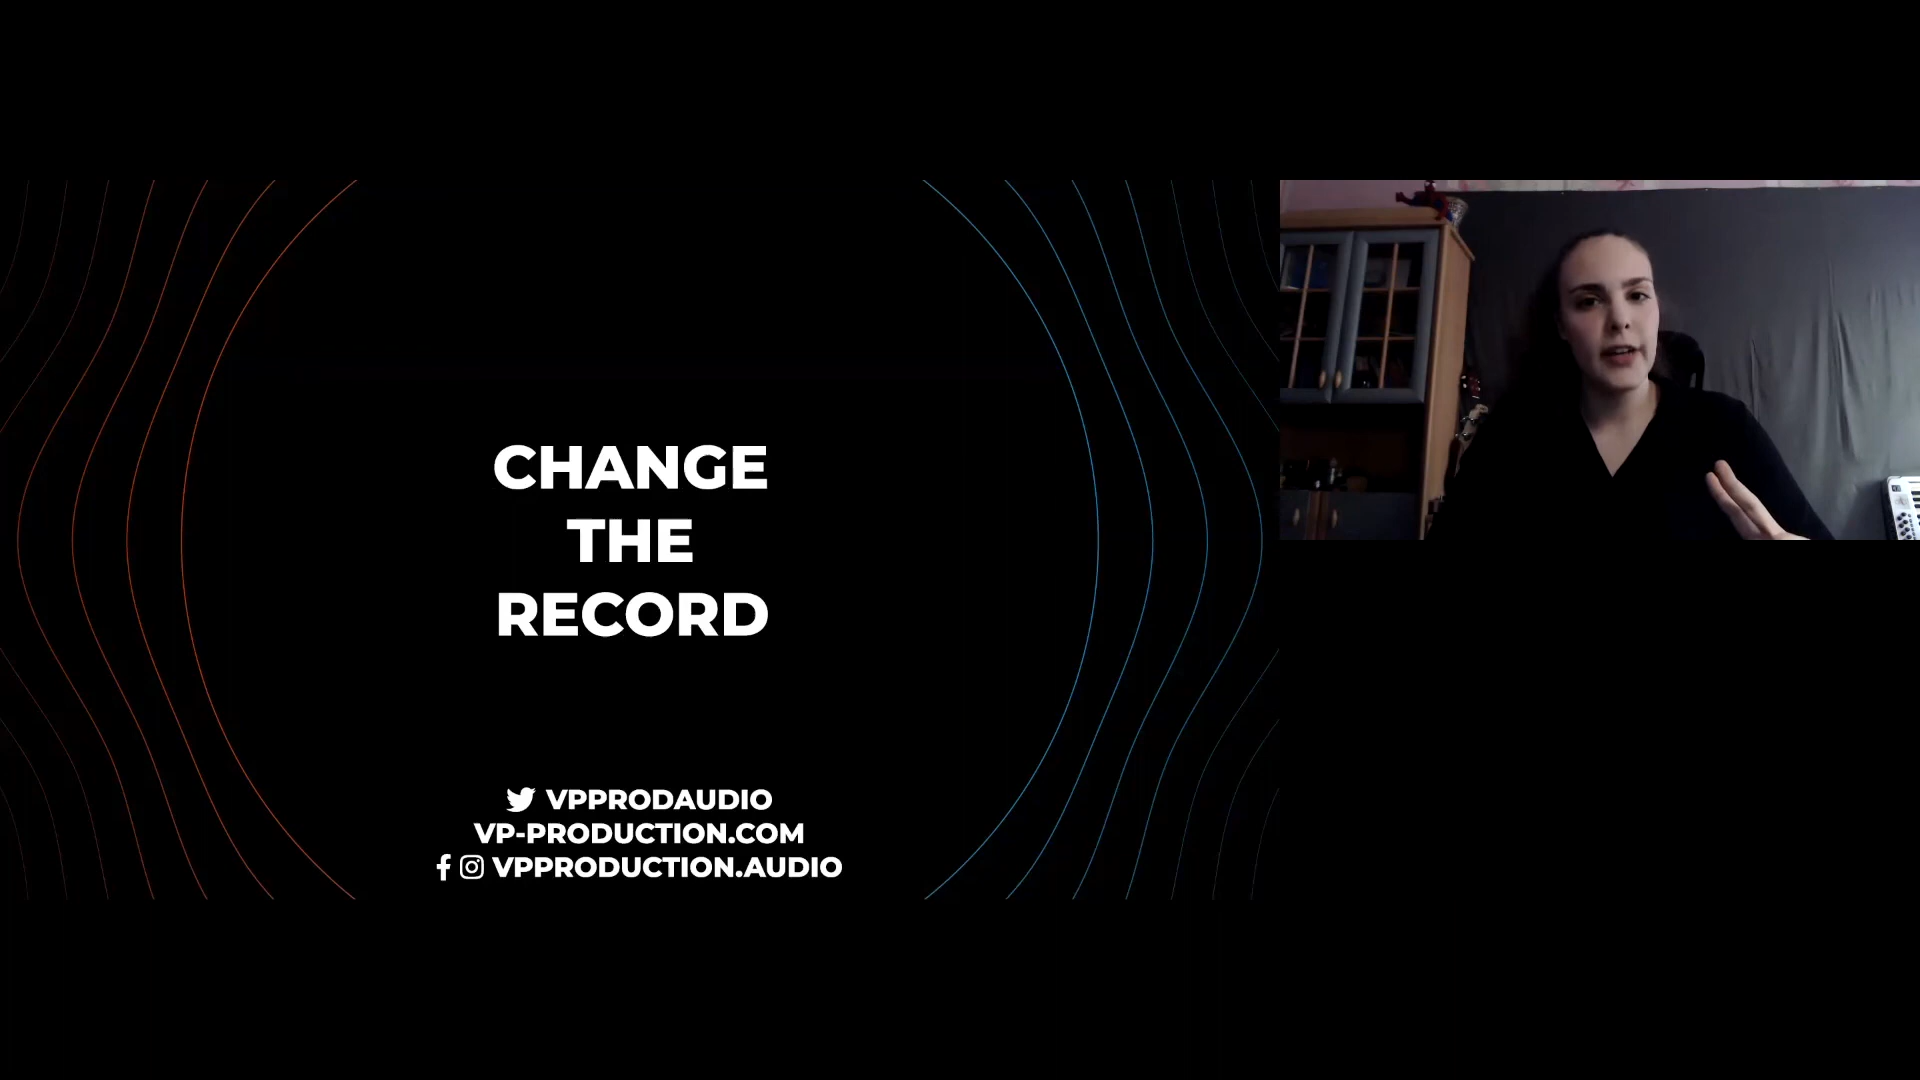 CHANGE
THE
RECORD
VPPRODAUDIO
VP-PRODUCTION.COM
VPPRODUCTION.AUDIO